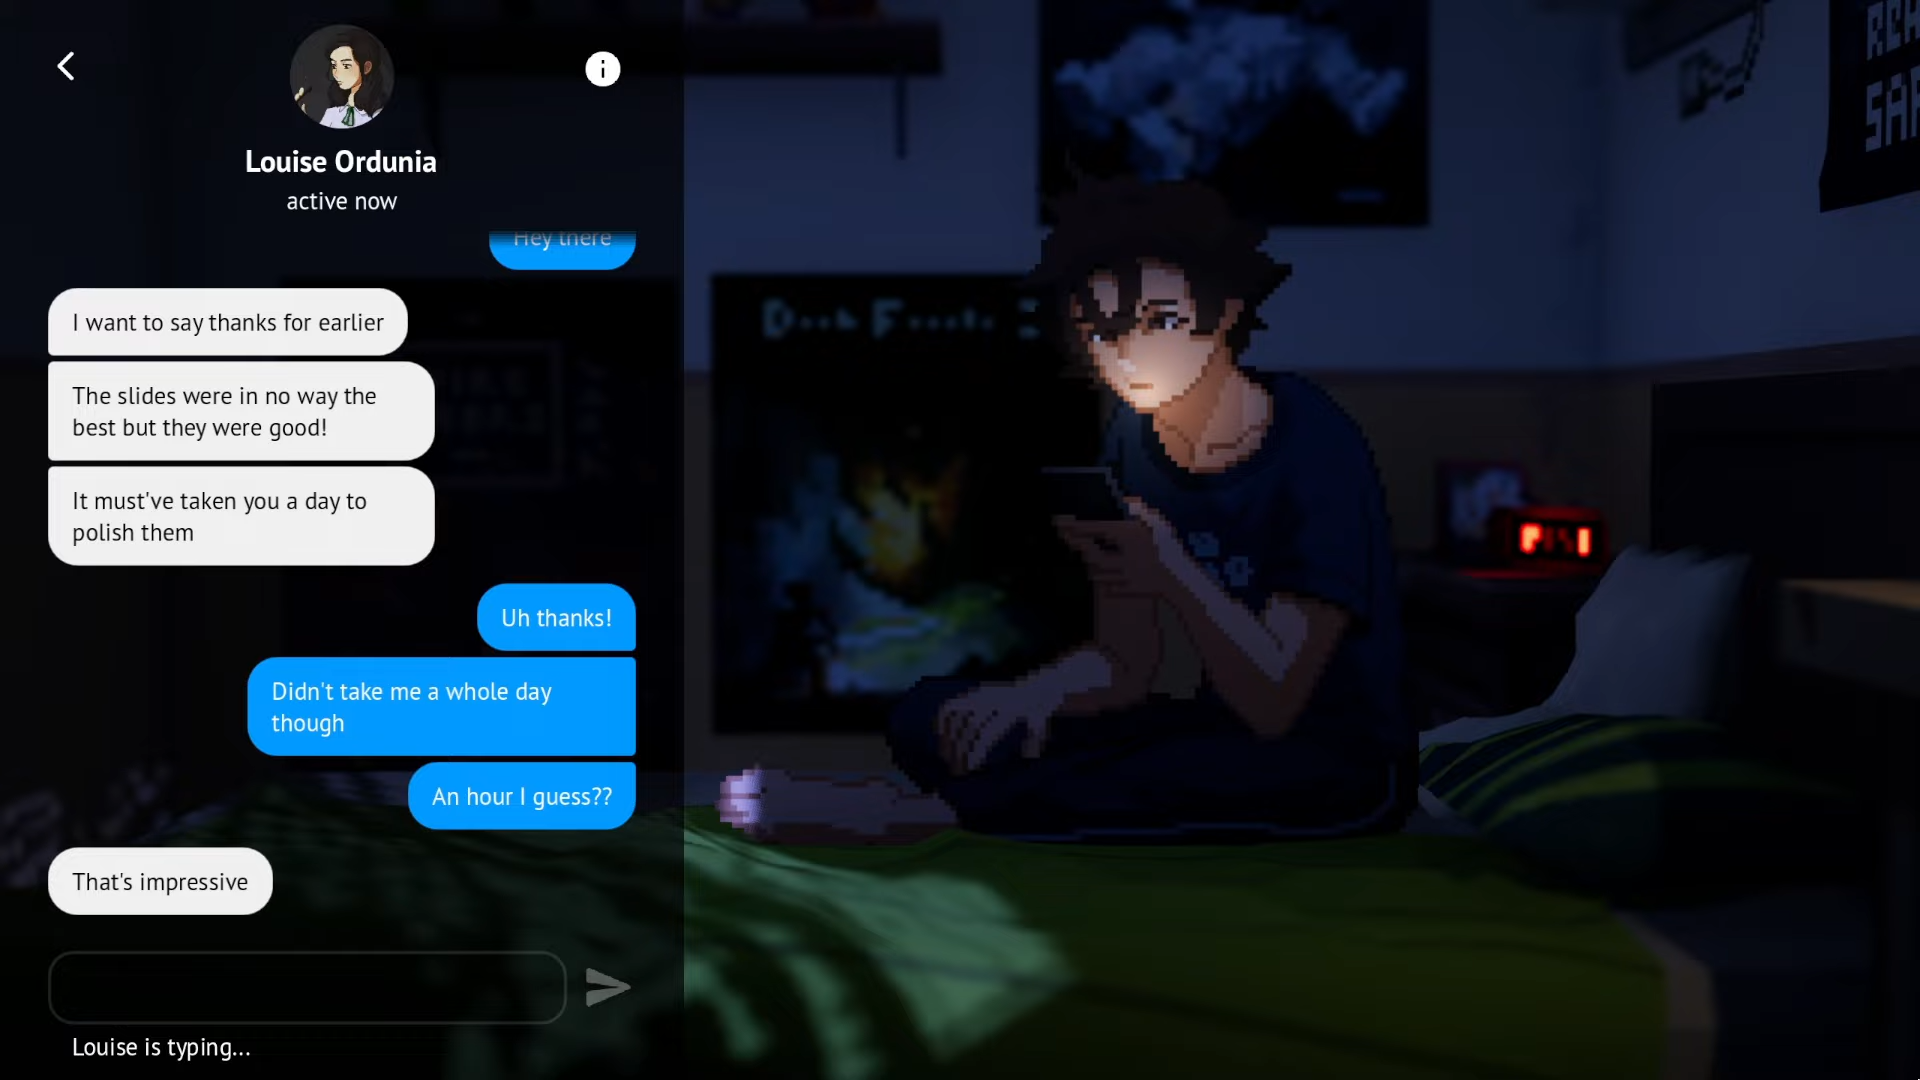 Louise Ordunia
active now
Hey there
I want to say thanks for earlier
The slides were in no way the
best but they were good!
It must've taken you a day to
polish them
Uh thanks!
Didn't take me a whole day
though
An hour I guess??
That's impressive
Louise is typing...